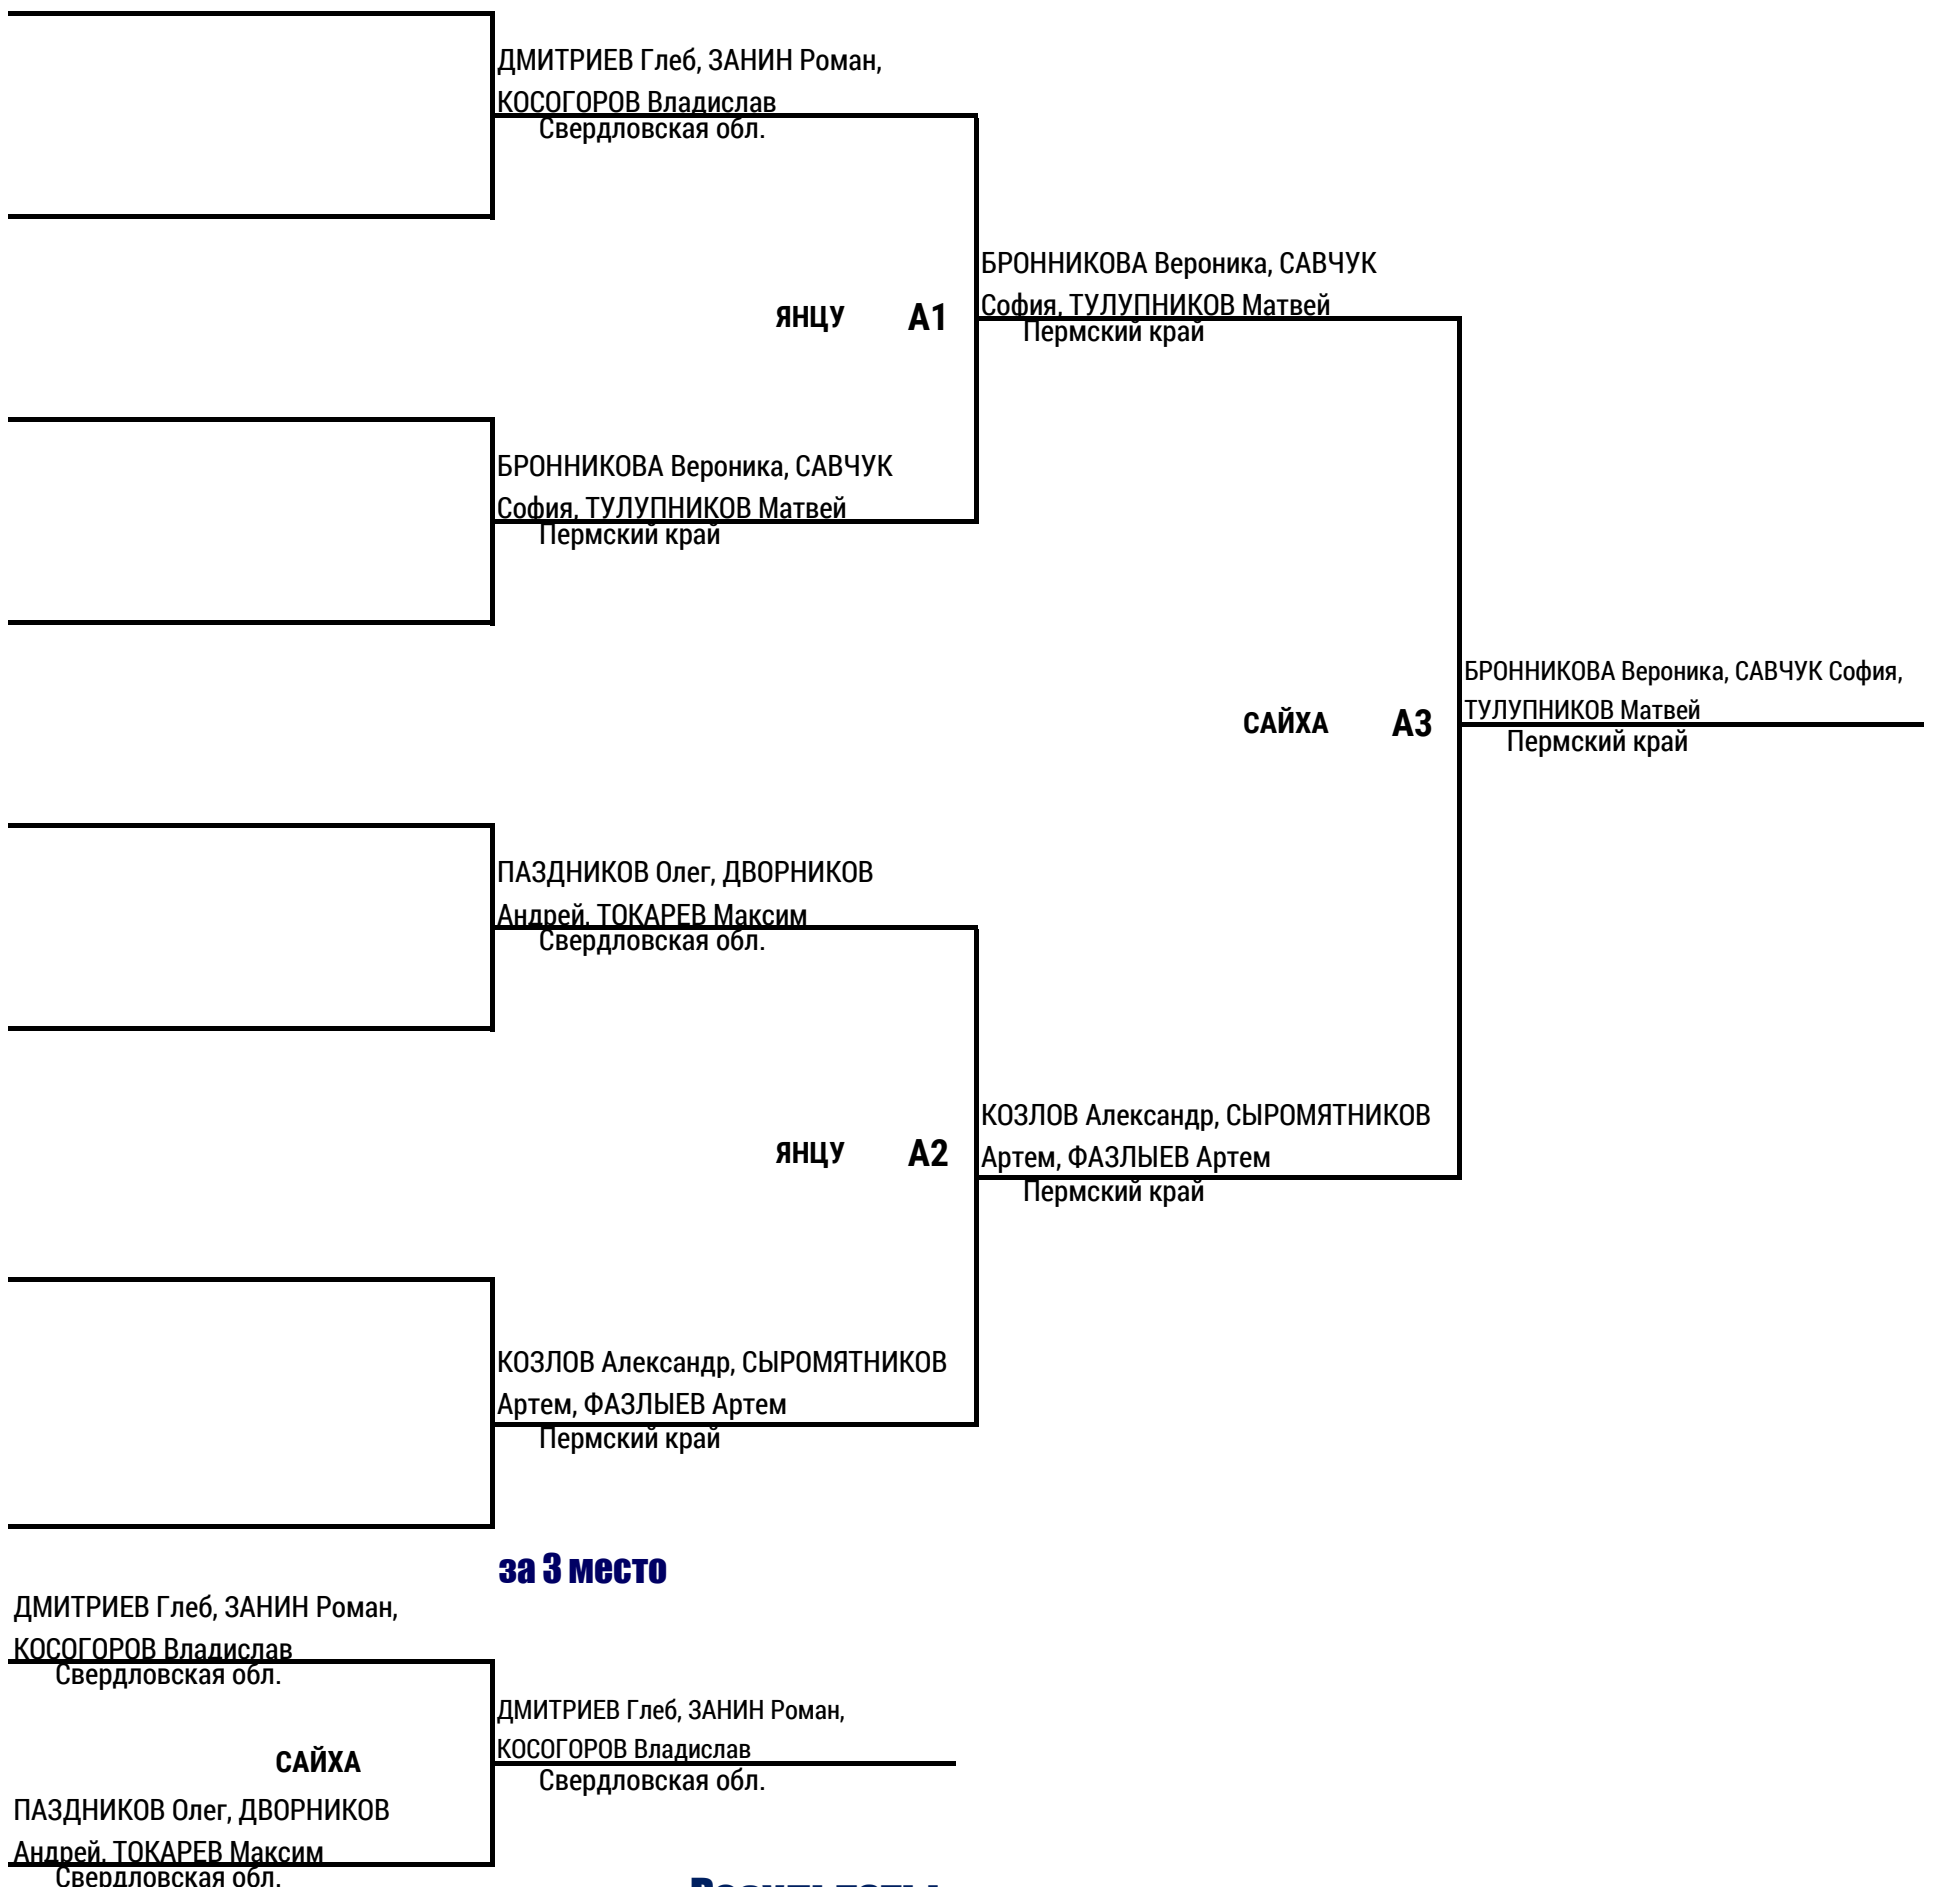 ДМИТРИЕВ Глеб, ЗАНИН Роман,
КОСОГОРОВ Владислав
Свердловская обл.
БРОННИКОВА Вероника, САВЧУК
София, ТУЛУПНИКОВ Матвей
Пермский край
ЯНЦУ A1
БРОННИКОВА Вероника, САВЧУК
София, ТУЛУПНИКОВ Матвей
Пермский край
БРОННИКОВА Вероника, САВЧУК София,
ТУЛУПНИКОВ Матвей
Пермский край
САЙХА A3
ПАЗДНИКОВ Олег, ДВОРНИКОВ
Андрей, ТОКАРЕВ Максим
Свердловская обл.
КОЗЛОВ Александр, СЫРОМЯТНИКОВ
Артем, ФАЗЛЫЕВ Артем
Пермский край
ЯНЦУ A2
КОЗЛОВ Александр, СЫРОМЯТНИКОВ
Артем, ФАЗЛЫЕВ Артем
Пермский край
за 3 место
ДМИТРИЕВ Глеб, ЗАНИН Роман,
КОСОГОРОВ Владислав
Свердловская обл.
ДМИТРИЕВ Глеб, ЗАНИН Роман,
КОСОГОРОВ Владислав
Свердловская обл.
САЙХА
ПАЗДНИКОВ Олег, ДВОРНИКОВ
Андрей, ТОКАРЕВ Максим
Свердловская обл.